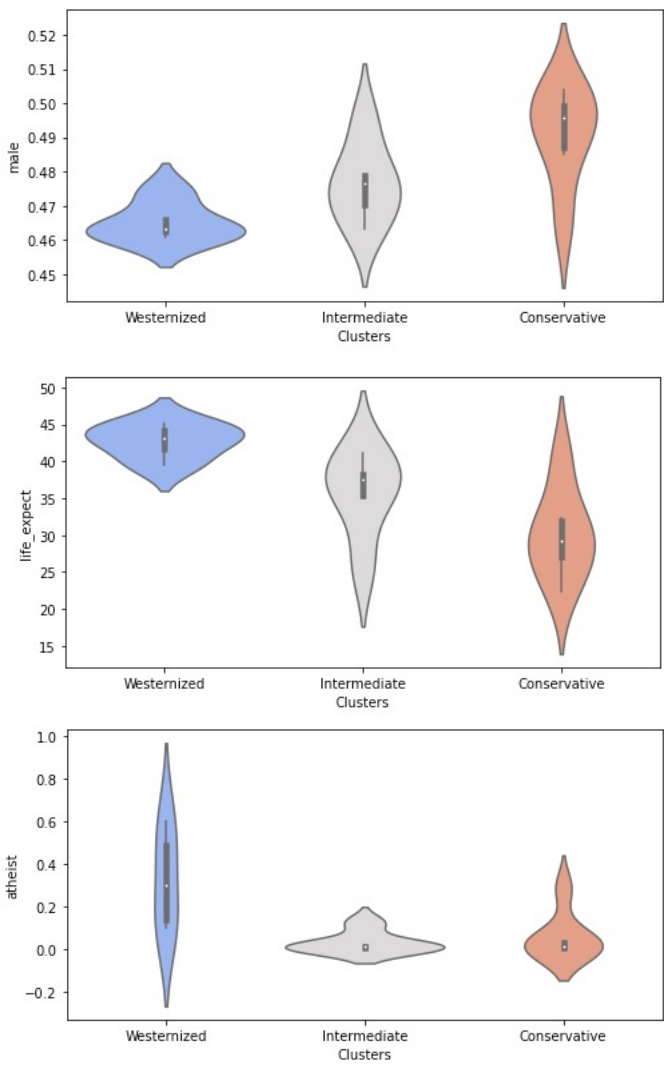 0.52
0.51
0.50
0.49
0.48
0.47
0.46
0.45
male
Westernized Intermediate Conservative
Clusters
50
45
40
35
30
25
20
15
life_expect
Westernized Intermediate Conservative
Clusters
1.0
0.8
0.6
0.4
0.2
0.0
−0.2
atheist
Westernized Intermediate Conservative
Clusters